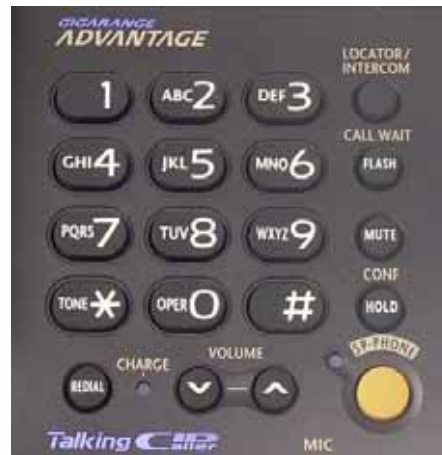 GIGARANGE
ADVANTAGE
LOCATOR/
INTERCOM
1 ABC2 DEF3
CALL WAIT
GHI4 JKL5 MNO6 FLASH
PQRS7 TUV8 WXYZ9 MUTE
CONF
TONE* OPER0 # HOLD
SP-PHONE
CHARGE VOLUME
REDIAL
Talking CID
MIC